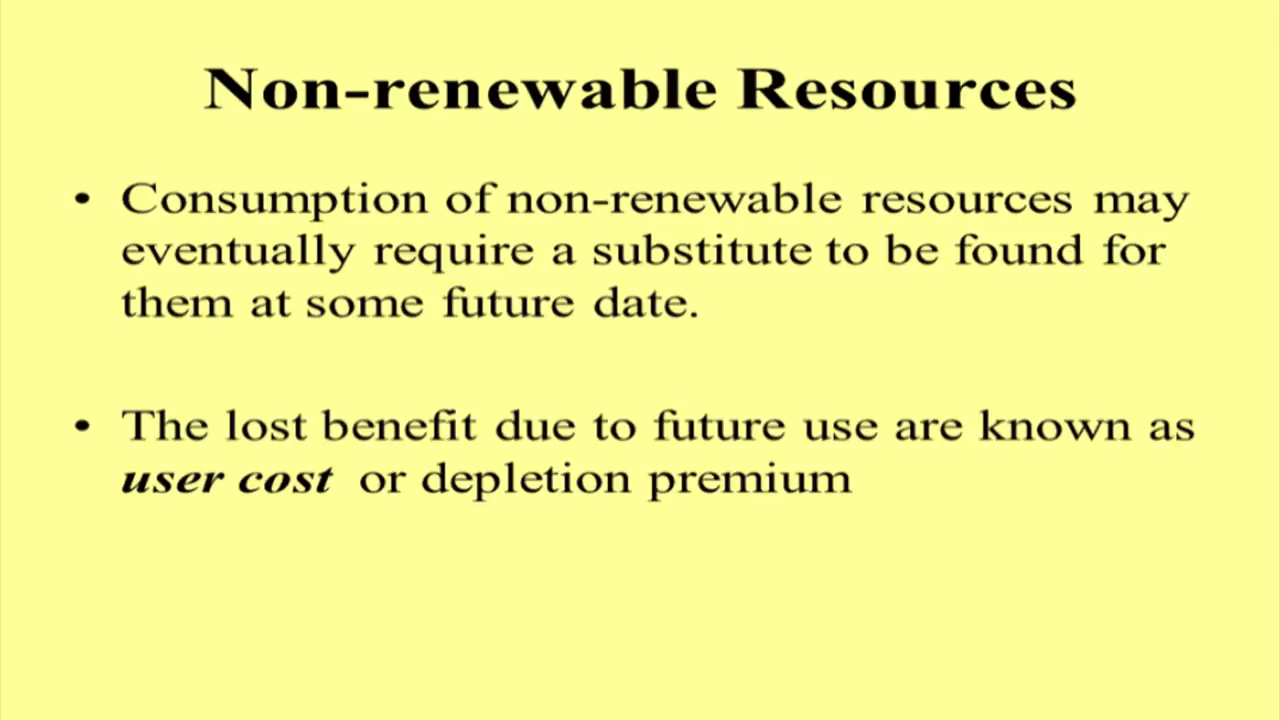 Non-renewable Resources
• Consumption of non-renewable resources may
eventually require a substitute to be found for
them at some future date.
• The lost benefit due to future use are known as
user cost or depletion premium